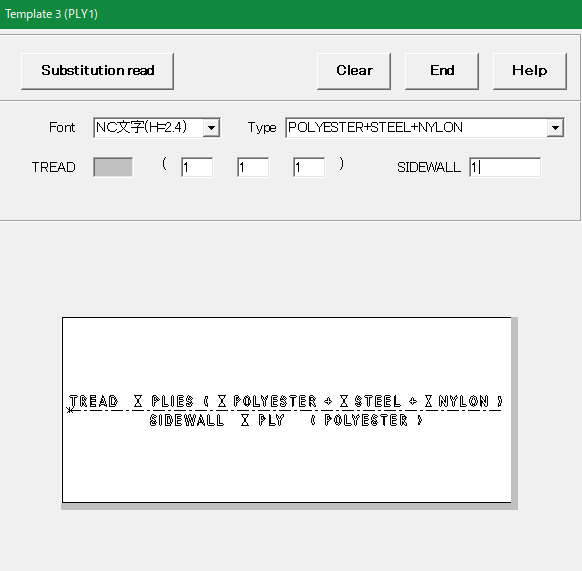 Template 3 (PLY1)
Substitution read Clear End Help
Font NC文字(H=2.4) Type POLYESTER+STEEL+NYLON
TREAD ( 1 1 1 ) SIDEWALL 1
TREAD X PLIES ( X POLYESTER + X STEEL + X NYLON )
SIDEWALL X PLY ( POLYESTER )